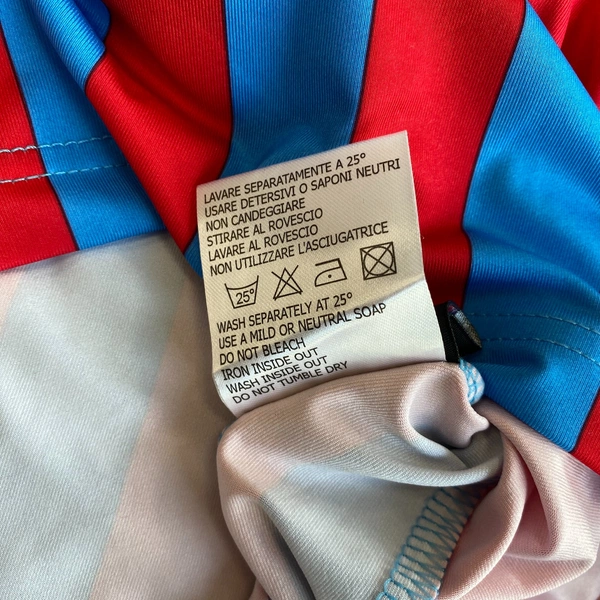 LAVARE SEPARATAMENTE A 25°
USARE DETERSIVI O SAPONI NEUTRI
NON CANDEGGIARE
STIRARE AL ROVESCIO
LAVARE AL ROVESCIO
NON UTILIZZARE L'ASCIUGATRICE
25°
WASH SEPARATELY AT 25°
USE A MILD OR NEUTRAL SOAP
DO NOT BLEACH
IRON INSIDE OUT
WASH INSIDE OUT
DO NOT TUMBLE DRY